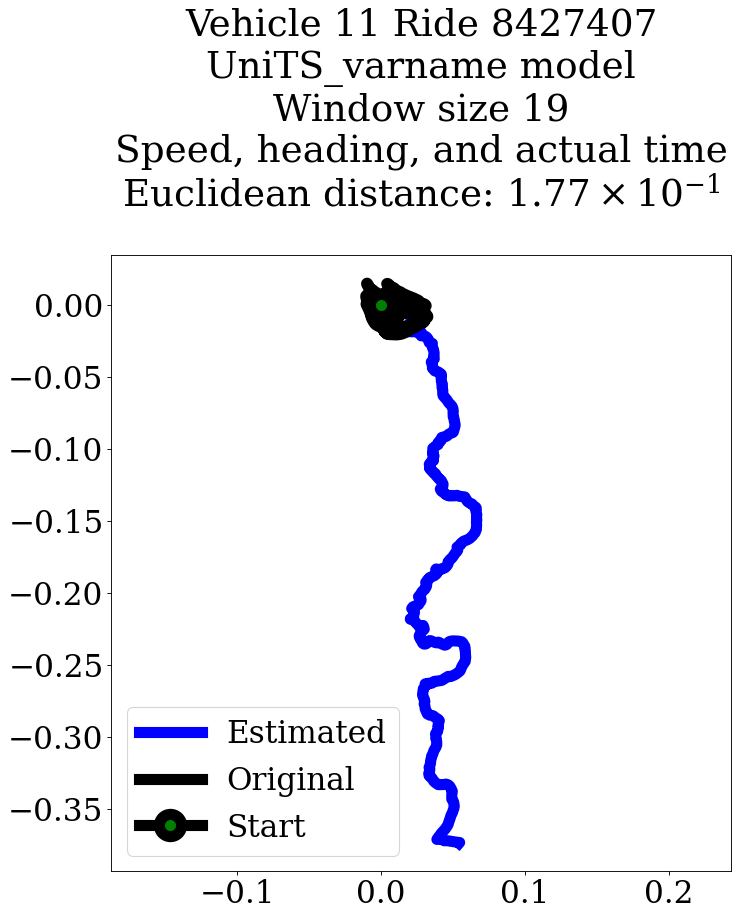 Vehicle 11 Ride 8427407
UniTS_varname model
Window size 19
Speed, heading, and actual time
Euclidean distance: 1.77 × 10⁻¹
0.00
−0.05
−0.10
−0.15
−0.20
−0.25
−0.30
−0.35
Estimated
Original
Start
−0.1 0.0 0.1 0.2